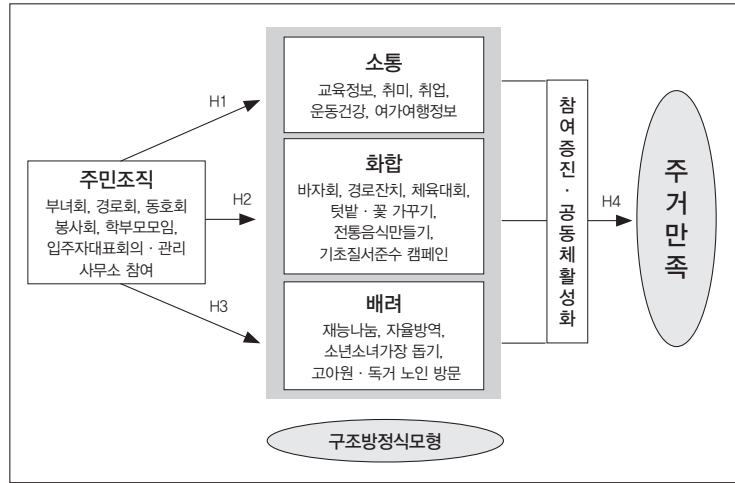 소통
교육정보, 취미, 취업,
운동건강, 여가여행정보
H1
주민조직
부녀회, 경로회, 동호회
봉사회, 학부모모임,
입주자대표회의 · 관리
사무소 참여
H2
화합
바자회, 경로잔치, 체육대회,
텃밭 · 꽃 가꾸기,
전통음식만들기,
기초질서준수 캠페인
H3
배려
재능나눔, 자율방역,
소년소녀가장 돕기,
고아원 · 독거 노인 방문
참여증진 · 공동체활성화
H4
주거만족
구조방정식모형